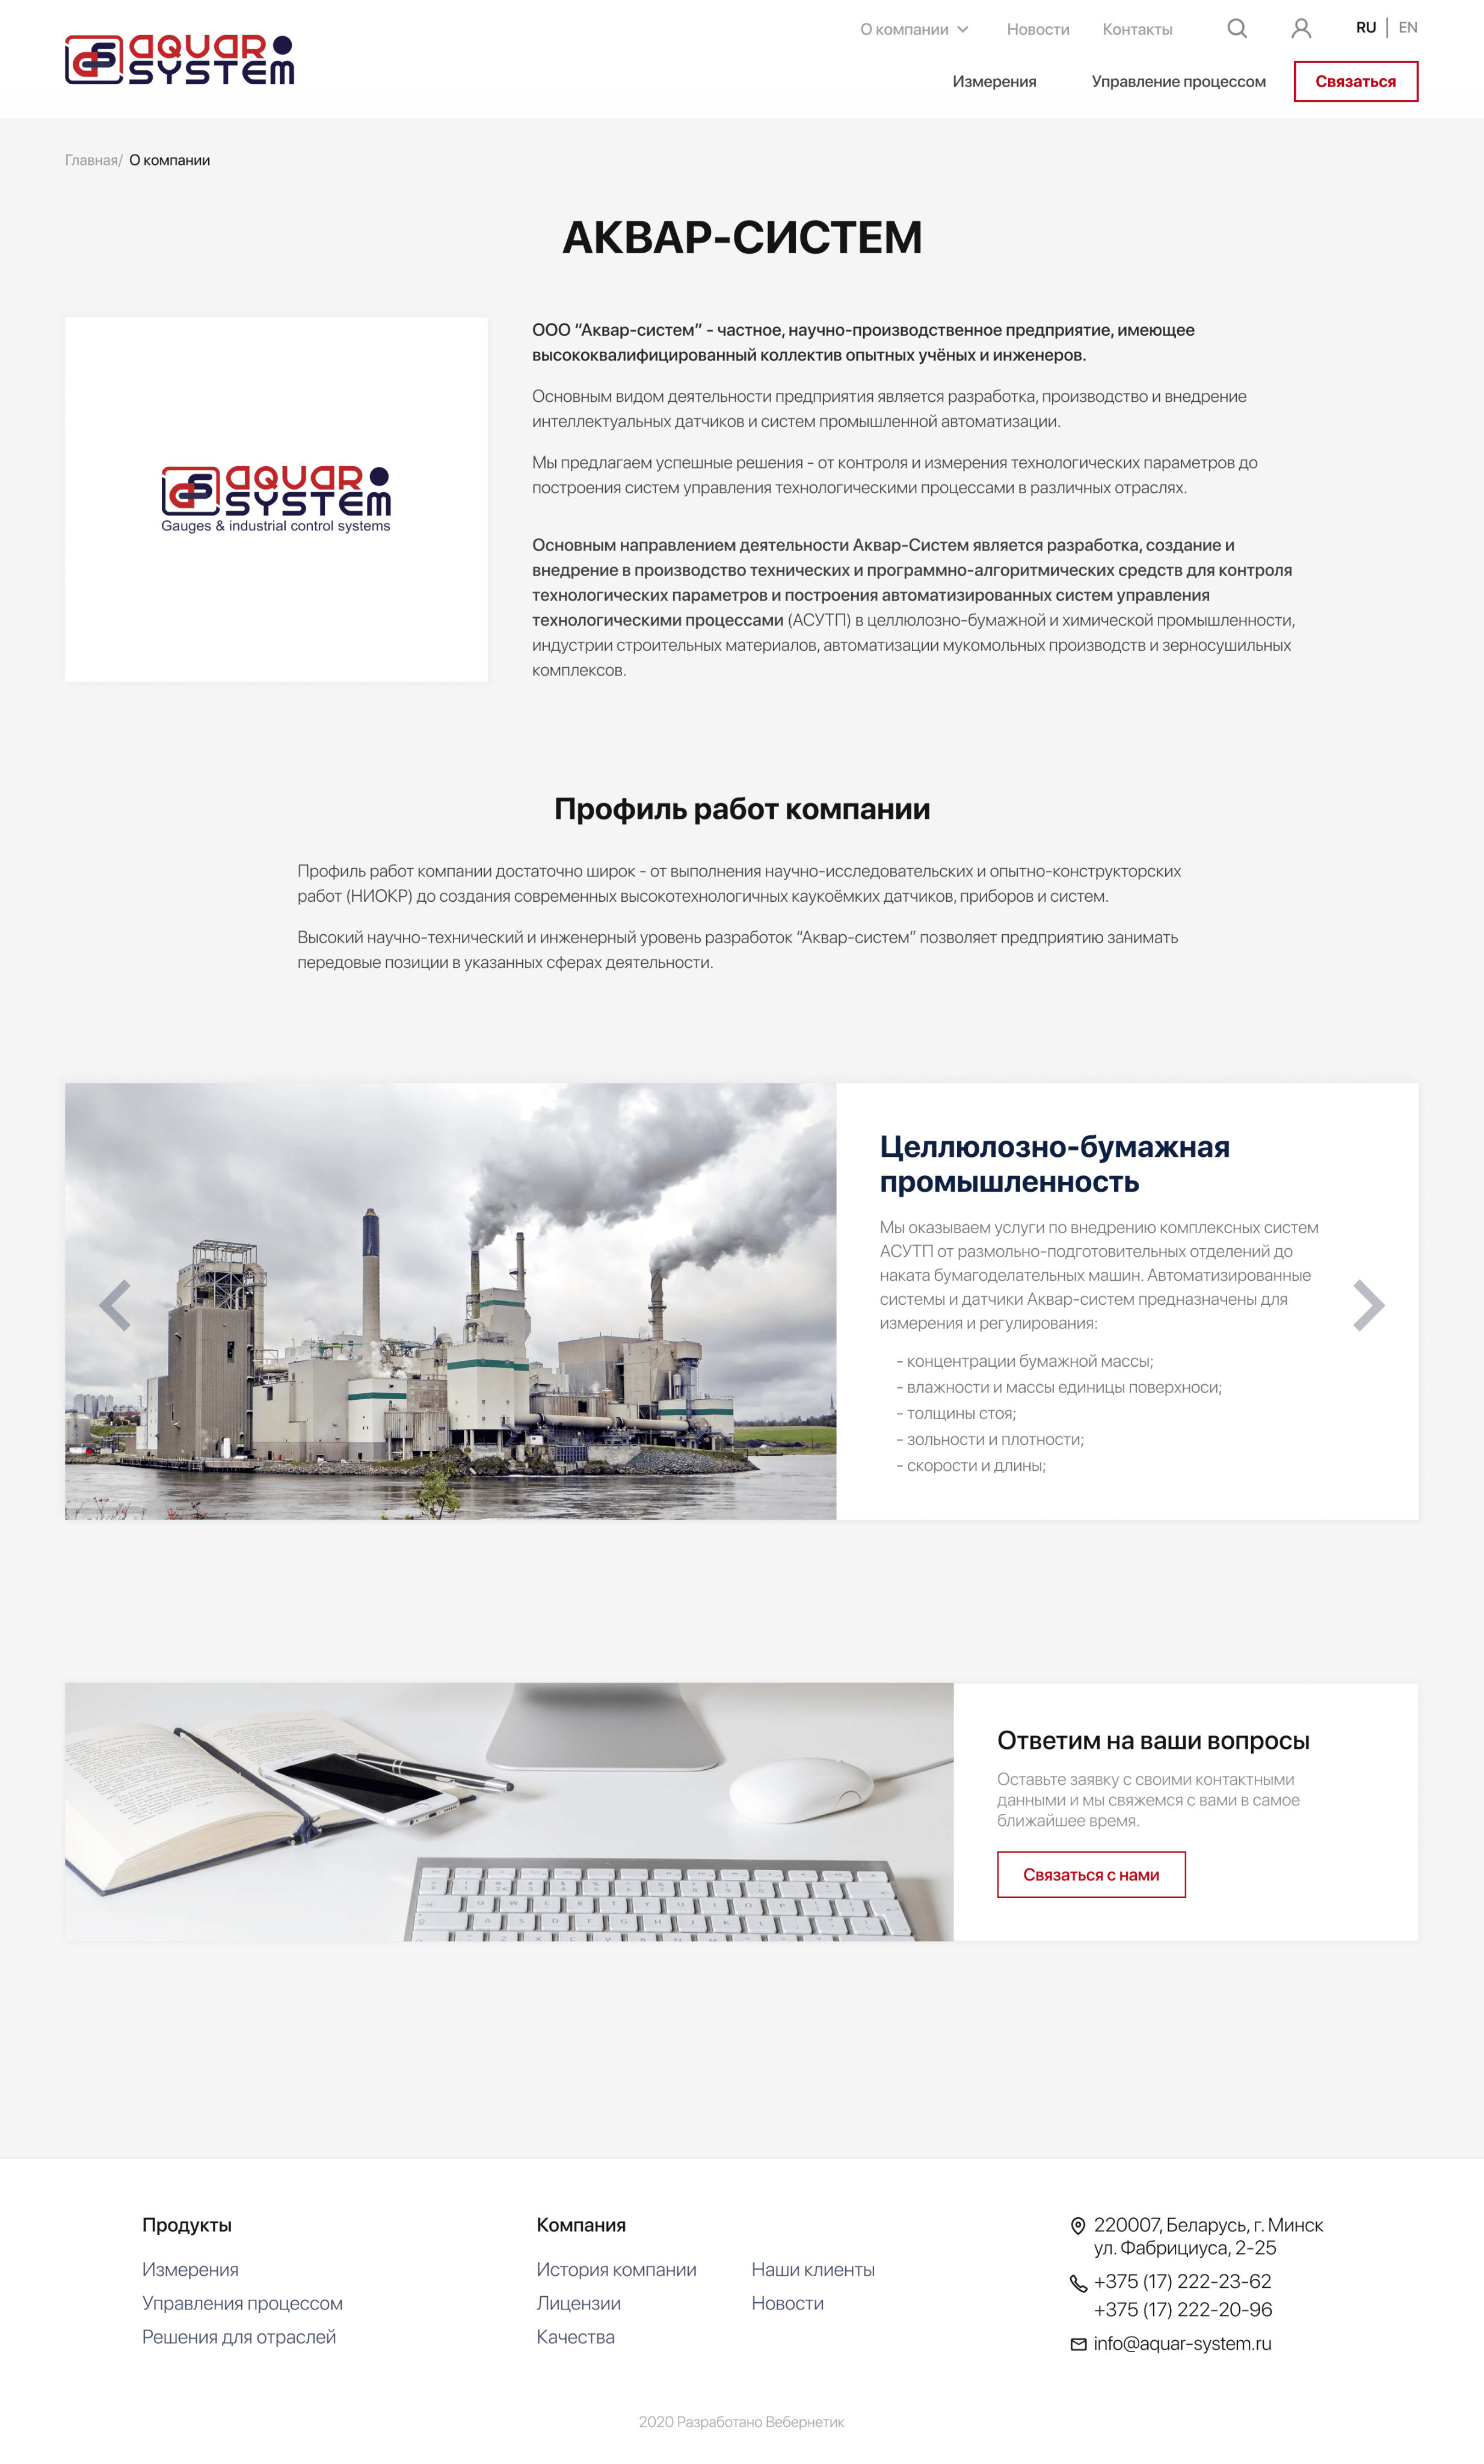 aquar
system
О компании
Новости
Контакты
RU | EN
Измерения
Управление процессом
Связаться
Главная/ О компании
АКВАР-СИСТЕМ
aquar
system
Gauges & industrial control systems
ООО “Аквар-систем” - частное, научно-производственное предприятие, имеющее
высококвалифицированный коллектив опытных учёных и инженеров.
Основным видом деятельности предприятия является разработка, производство и внедрение
интеллектуальных датчиков и систем промышленной автоматизации.
Мы предлагаем успешные решения - от контроля и измерения технологических параметров до
построения систем управления технологическими процессами в различных отраслях.
Основным направлением деятельности Аквар-Систем является разработка, создание и
внедрение в производство технических и программно-алгоритмических средств для контроля
технологических параметров и построения автоматизированных систем управления
технологическими процессами (АСУТП) в целлюлозно-бумажной и химической промышленности,
индустрии строительных материалов, автоматизации мукомольных производств и зерносушильных
комплексов.
Профиль работ компании
Профиль работ компании достаточно широк - от выполнения научно-исследовательских и опытно-конструкторских
работ (НИОКР) до создания современных высокотехнологичных каукоёмких датчиков, приборов и систем.
Высокий научно-технический и инженерный уровень разработок “Аквар-систем” позволяет предприятию занимать
передовые позиции в указанных сферах деятельности.
Целлюлозно-бумажная
промышленность
Мы оказываем услуги по внедрению комплексных систем
АСУТП от размольно-подготовительных отделений до
наката бумагоделательных машин. Автоматизированные
системы и датчики Аквар-систем предназначены для
измерения и регулирования:
- концентрации бумажной массы;
- влажности и массы единицы поверхноси;
- толщины стоя;
- зольности и плотности;
- скорости и длины;
Ответим на ваши вопросы
Оставьте заявку с своими контактными
данными и мы свяжемся с вами в самое
ближайшее время.
Связаться с нами
Продукты
Измерения
Управления процессом
Решения для отраслей
Компания
История компании
Лицензии
Качества
Наши клиенты
Новости
220007, Беларусь, г. Минск
ул. Фабрициуса, 2-25
+375 (17) 222-23-62
+375 (17) 222-20-96
info@aquar-system.ru
2020 Разработано Вебернетик